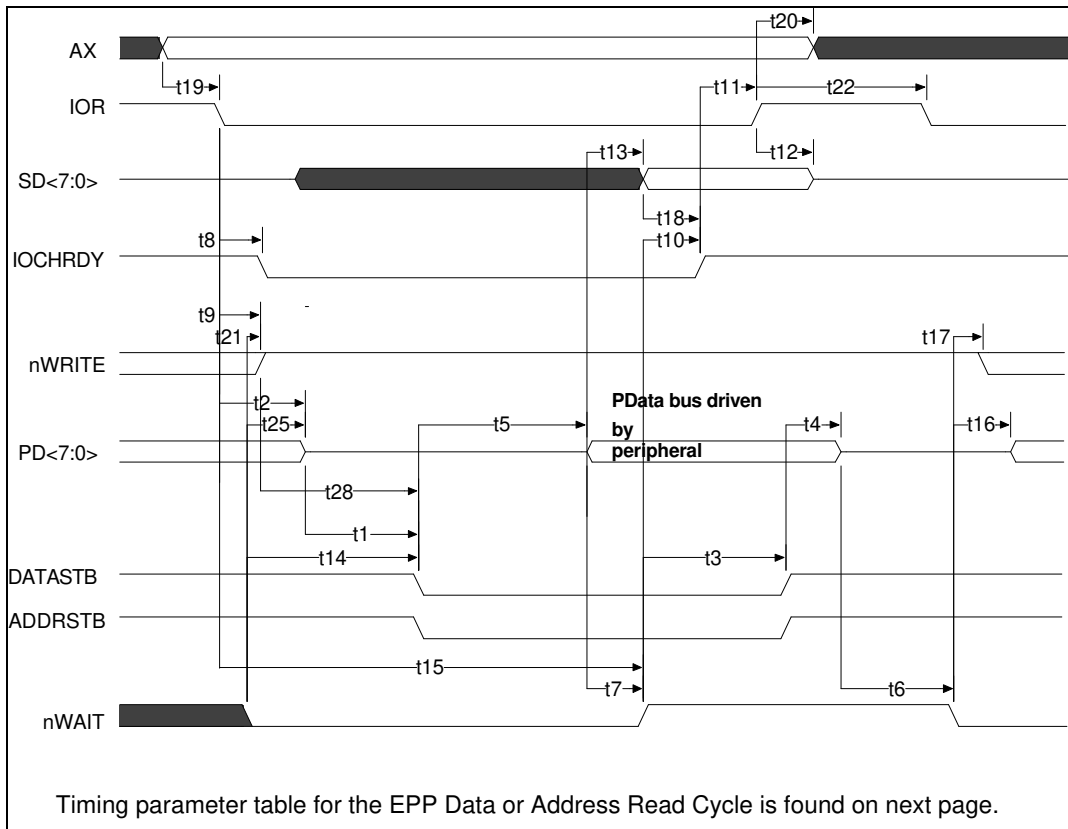 t20
AX
t19
t11
t22
IOR
t13
t12
SD<7:0>
t18
t8
t10
IOCHRDY
t9
t21
t17
nWRITE
t2
PData bus driven
t25
t5
by
t4
t16
PD<7:0>
peripheral
t28
t1
t14
t3
DATASTB
ADDRSTB
t15
t7
t6
nWAIT
Timing parameter table for the EPP Data or Address Read Cycle is found on next page.